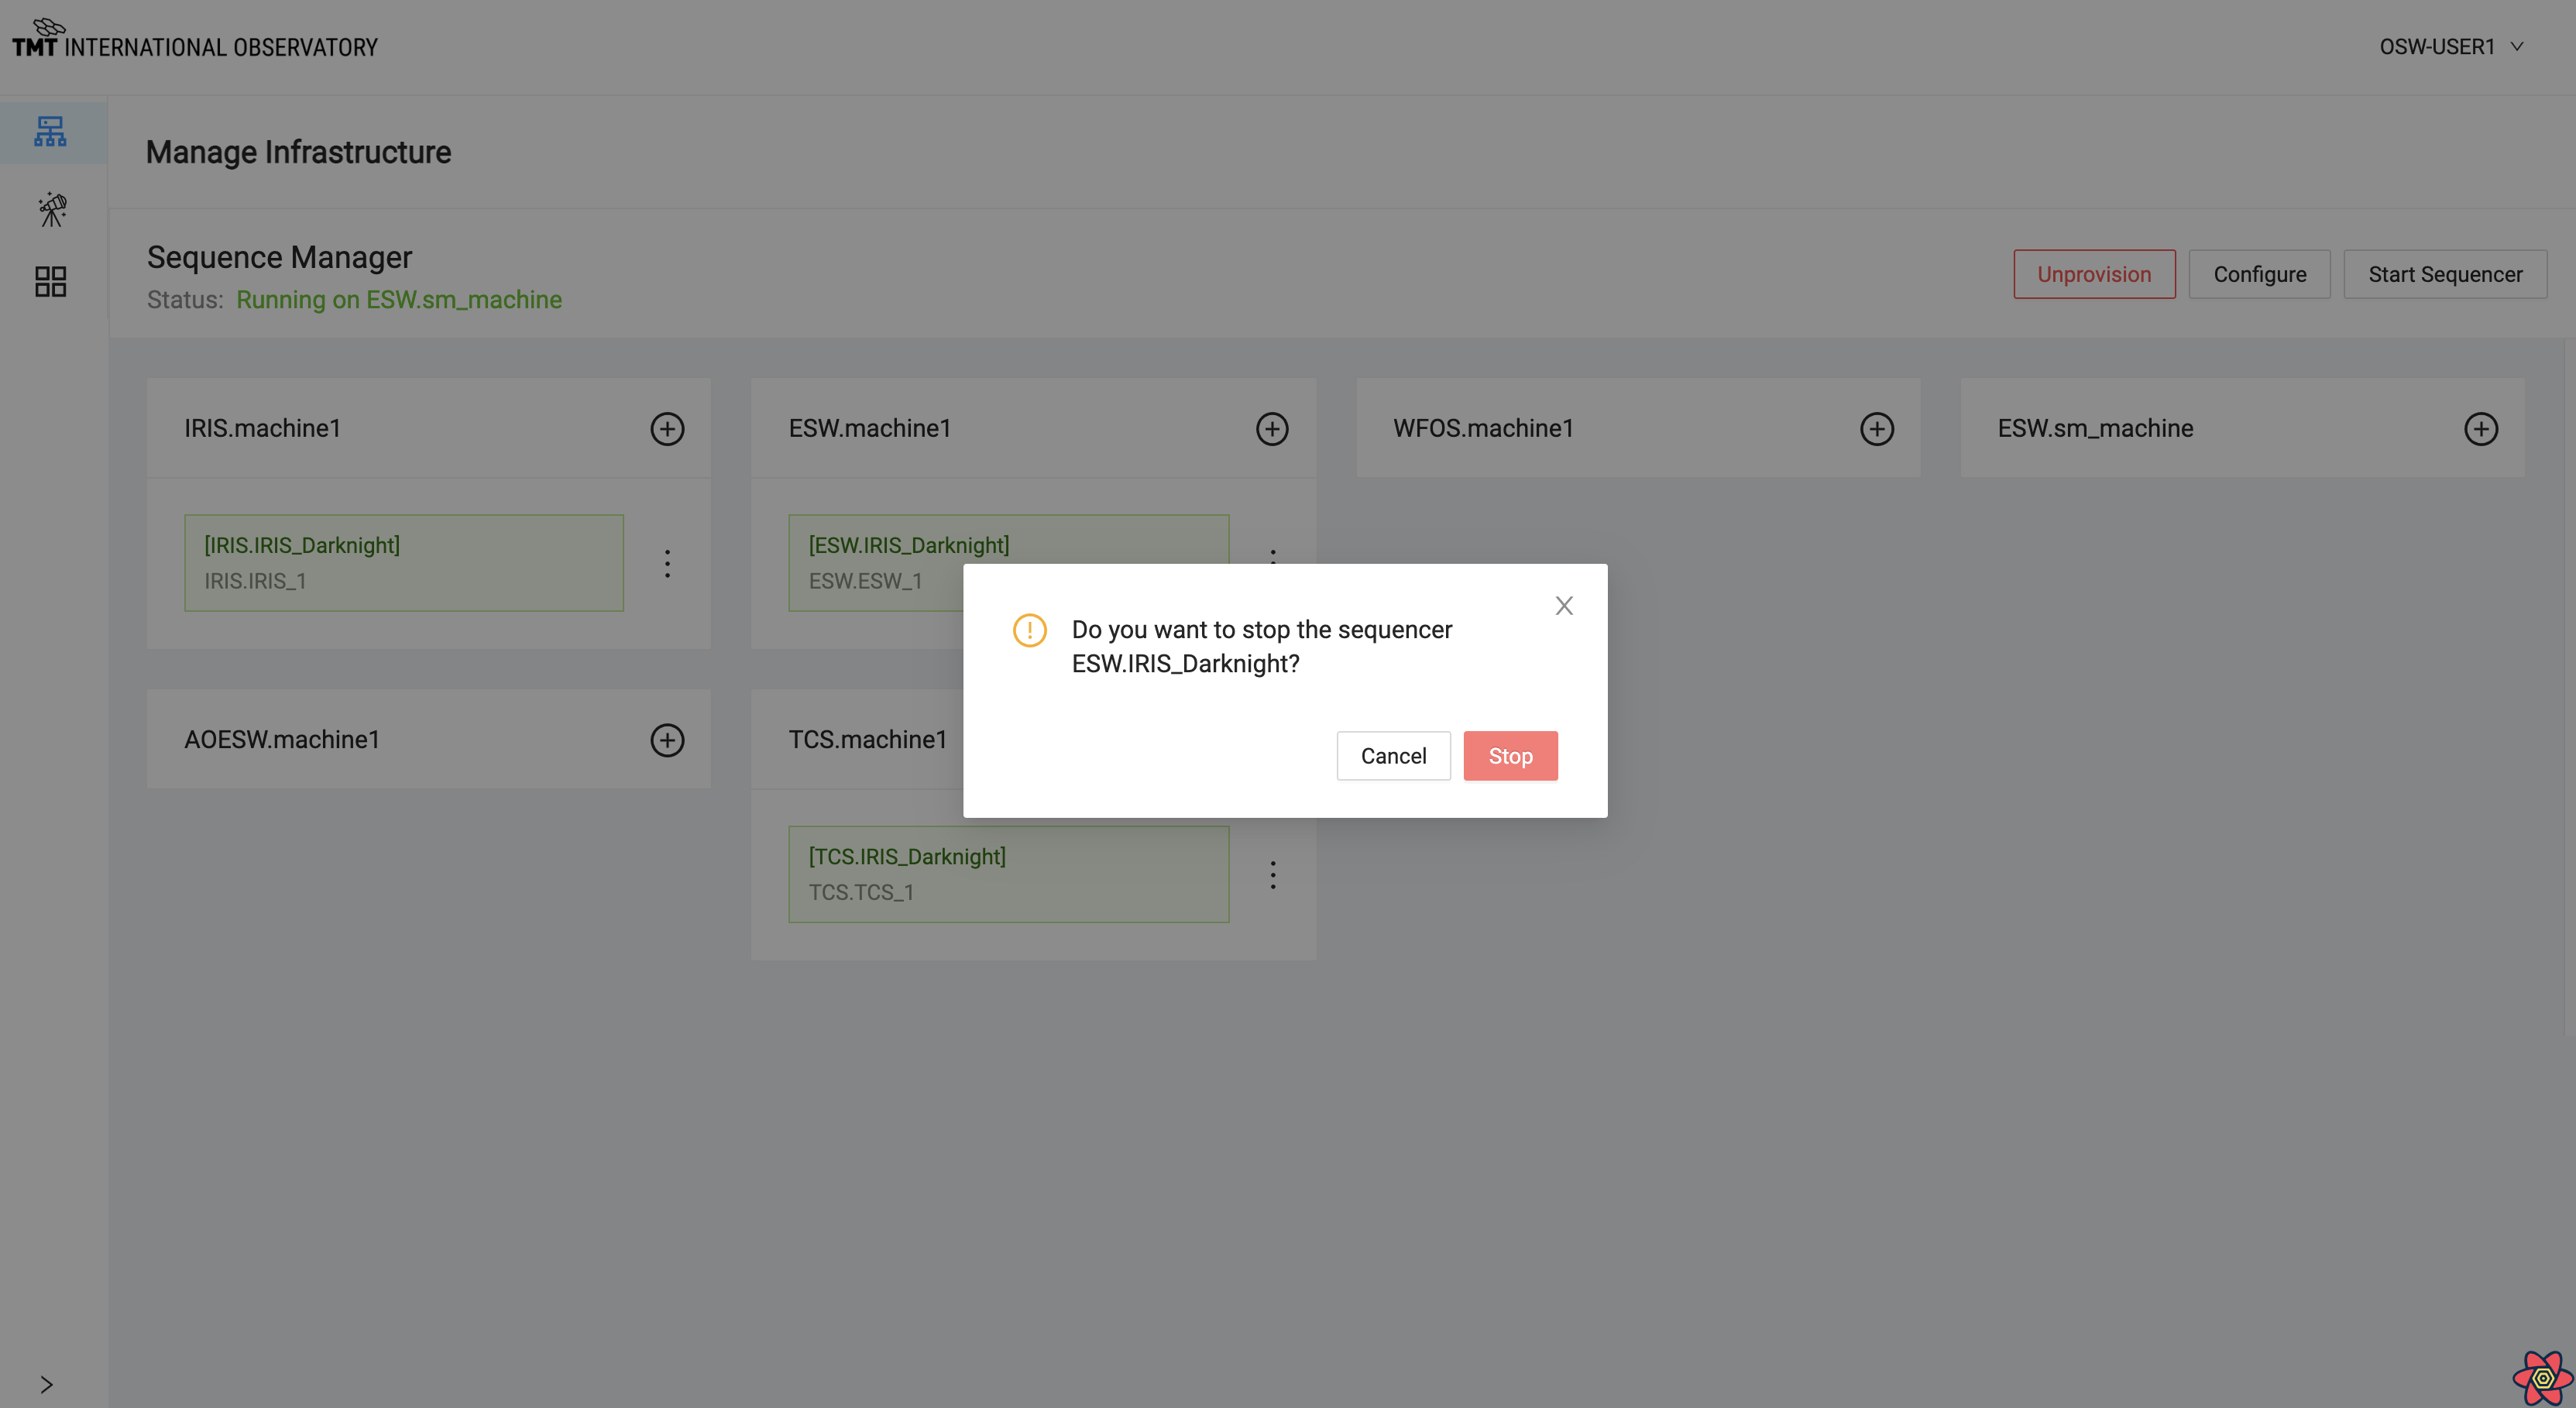 TMT INTERNATIONAL OBSERVATORY
OSW-USER1
Manage Infrastructure
Sequence Manager
Status: Running on ESW.sm_machine
Unprovision
Configure
Start Sequencer
IRIS.machine1
ESW.machine1
WFOS.machine1
ESW.sm_machine
[IRIS.IRIS_Darknight]
IRIS.IRIS_1
[ESW.IRIS_Darknight]
ESW.ESW_1
Do you want to stop the sequencer
ESW.IRIS_Darknight?
Cancel
Stop
AOESW.machine1
TCS.machine1
[TCS.IRIS_Darknight]
TCS.TCS_1